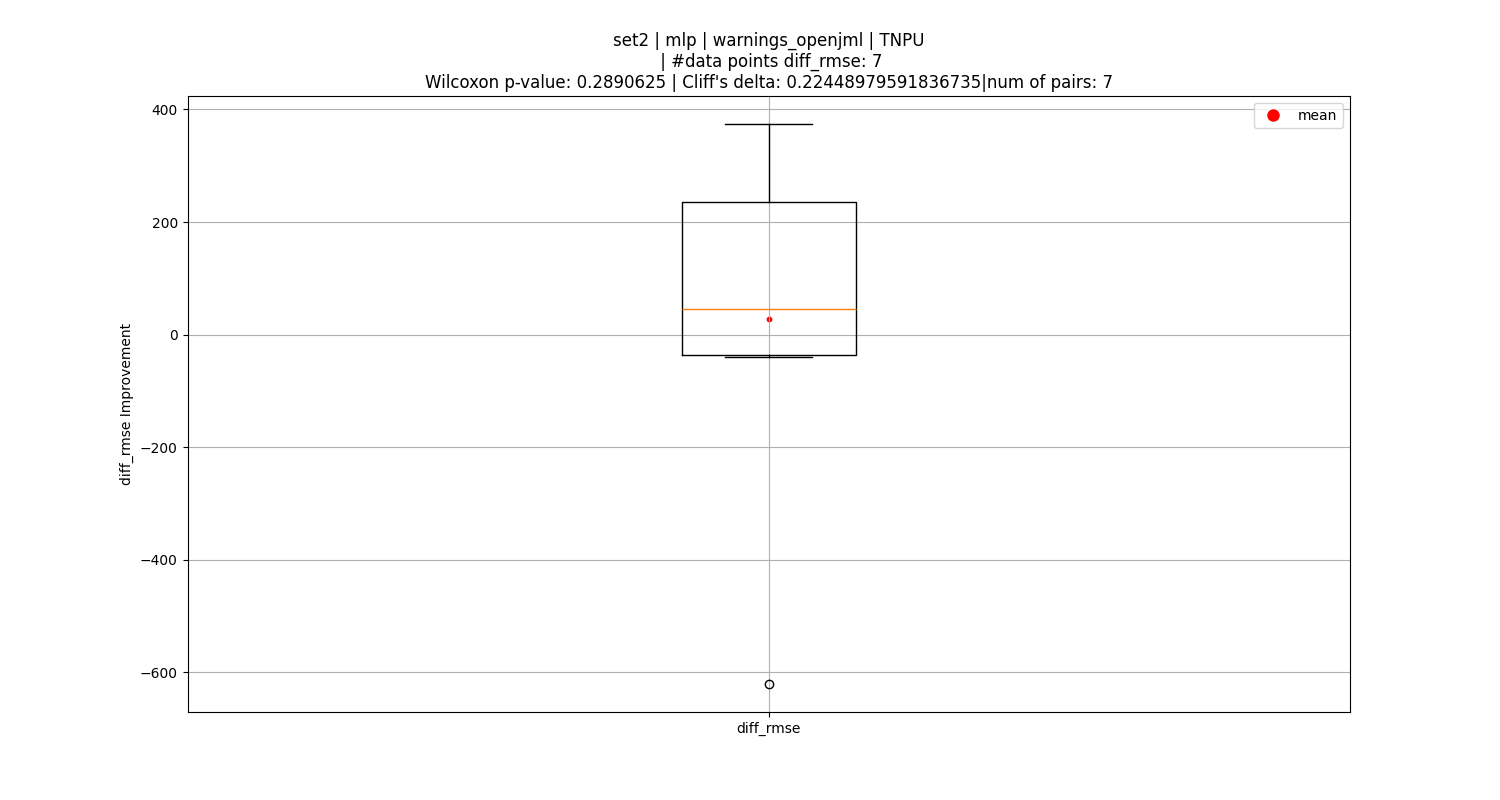 set2 | mlp | warnings_openjml | TNPU
| #data points diff_rmse: 7
Wilcoxon p-value: 0.2890625 | Cliff's delta: 0.22448979591836735|num of pairs: 7
mean
400
200
0
−200
−400
−600
diff_rmse Improvement
diff_rmse